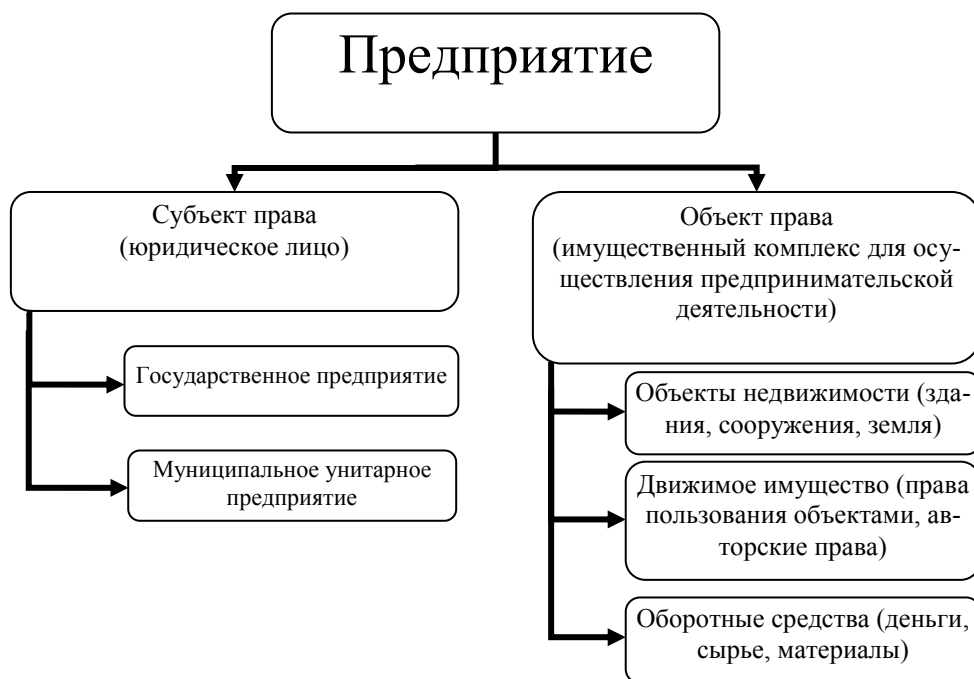 Предприятие
Субъект права
(юридическое лицо)
Государственное предприятие
Муниципальное унитарное
предприятие
Объект права
(имущественный комплекс для осу-
ществления предпринимательской
деятельности)
Объекты недвижимости (зда-
ния, сооружения, земля)
Движимое имущество (права
пользования объектами, ав-
торские права)
Оборотные средства (деньги,
сырье, материалы)